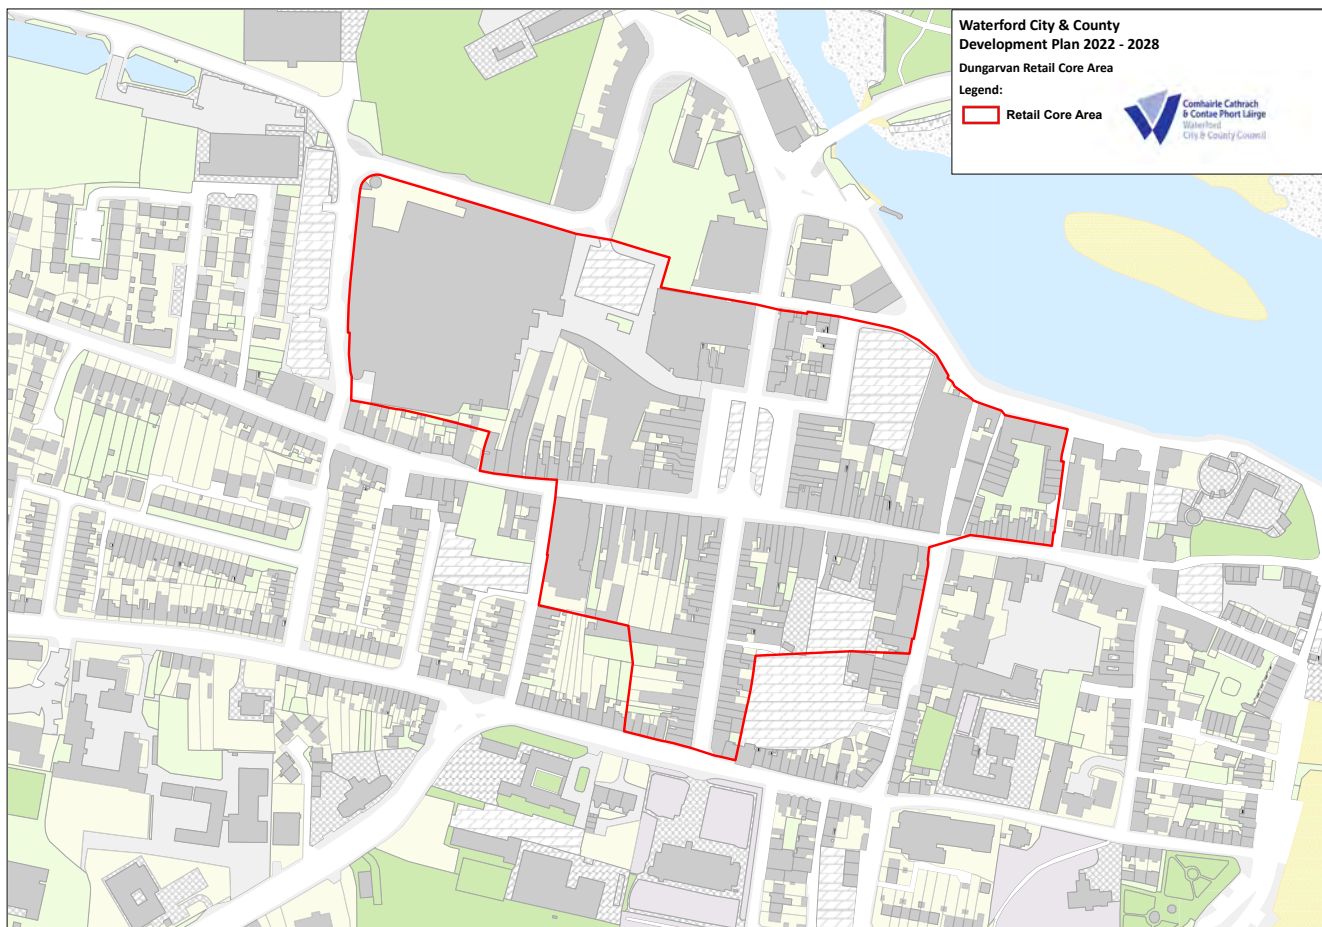 Waterford City & County
Development Plan 2022 - 2028
Dungarvan Retail Core Area
Legend:
Retail Core Area
Comhairle Cathrach
& Contae Phort Láirge
Waterford
City & County Council